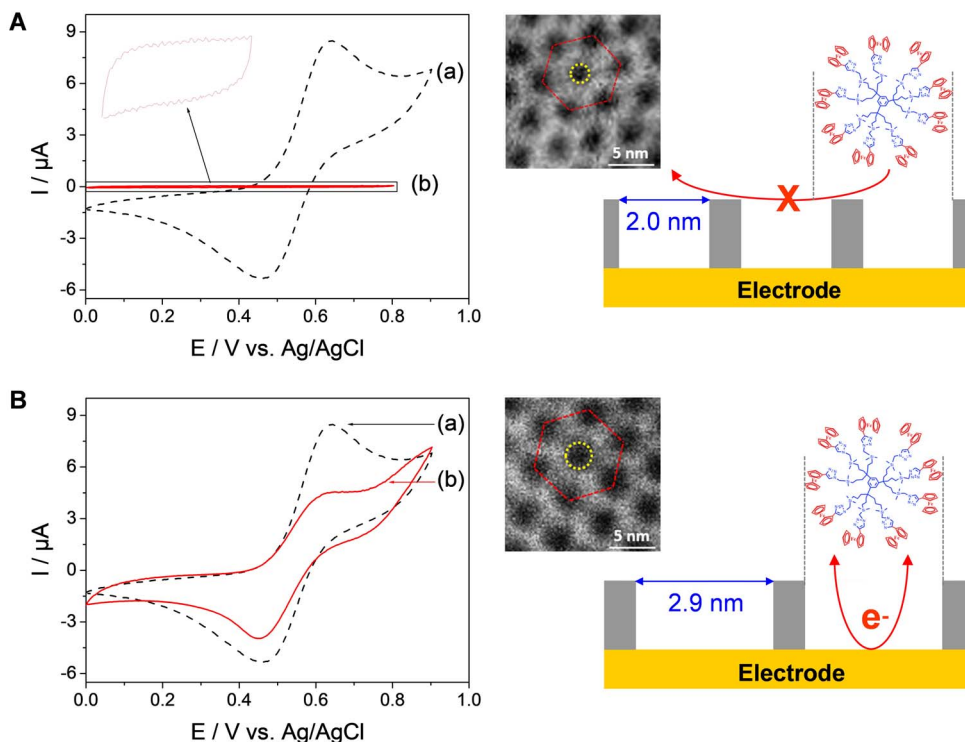 A
9
6
3
0
-3
-6
I / μA
(a)
(b)
0.0
0.2
0.4
0.6
0.8
1.0
E / V vs. Ag/AgCl
5 nm
X
2.0 nm
Electrode
B
9
6
3
0
-3
-6
I / μA
(a)
(b)
0.0
0.2
0.4
0.6
0.8
1.0
E / V vs. Ag/AgCl
5 nm
2.9 nm
e-
Electrode